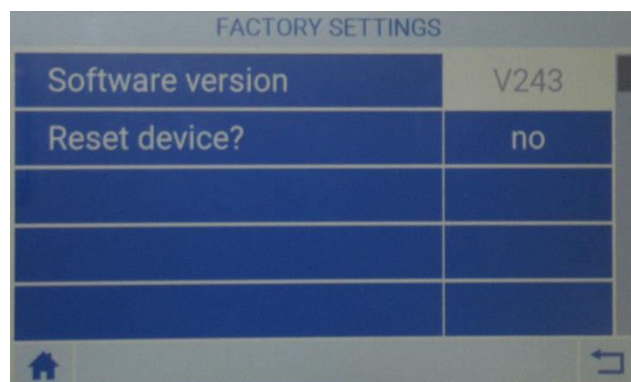 FACTORY SETTINGS
Software version V243
Reset device? no